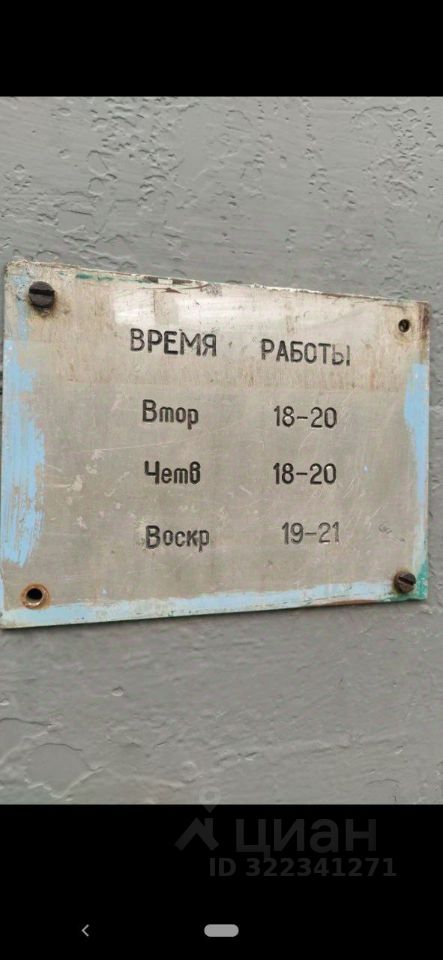 ВРЕМЯ РАБОТЫ
Втор 18-20
Четв 18-20
Воскр 19-21
циан
ID 322341271